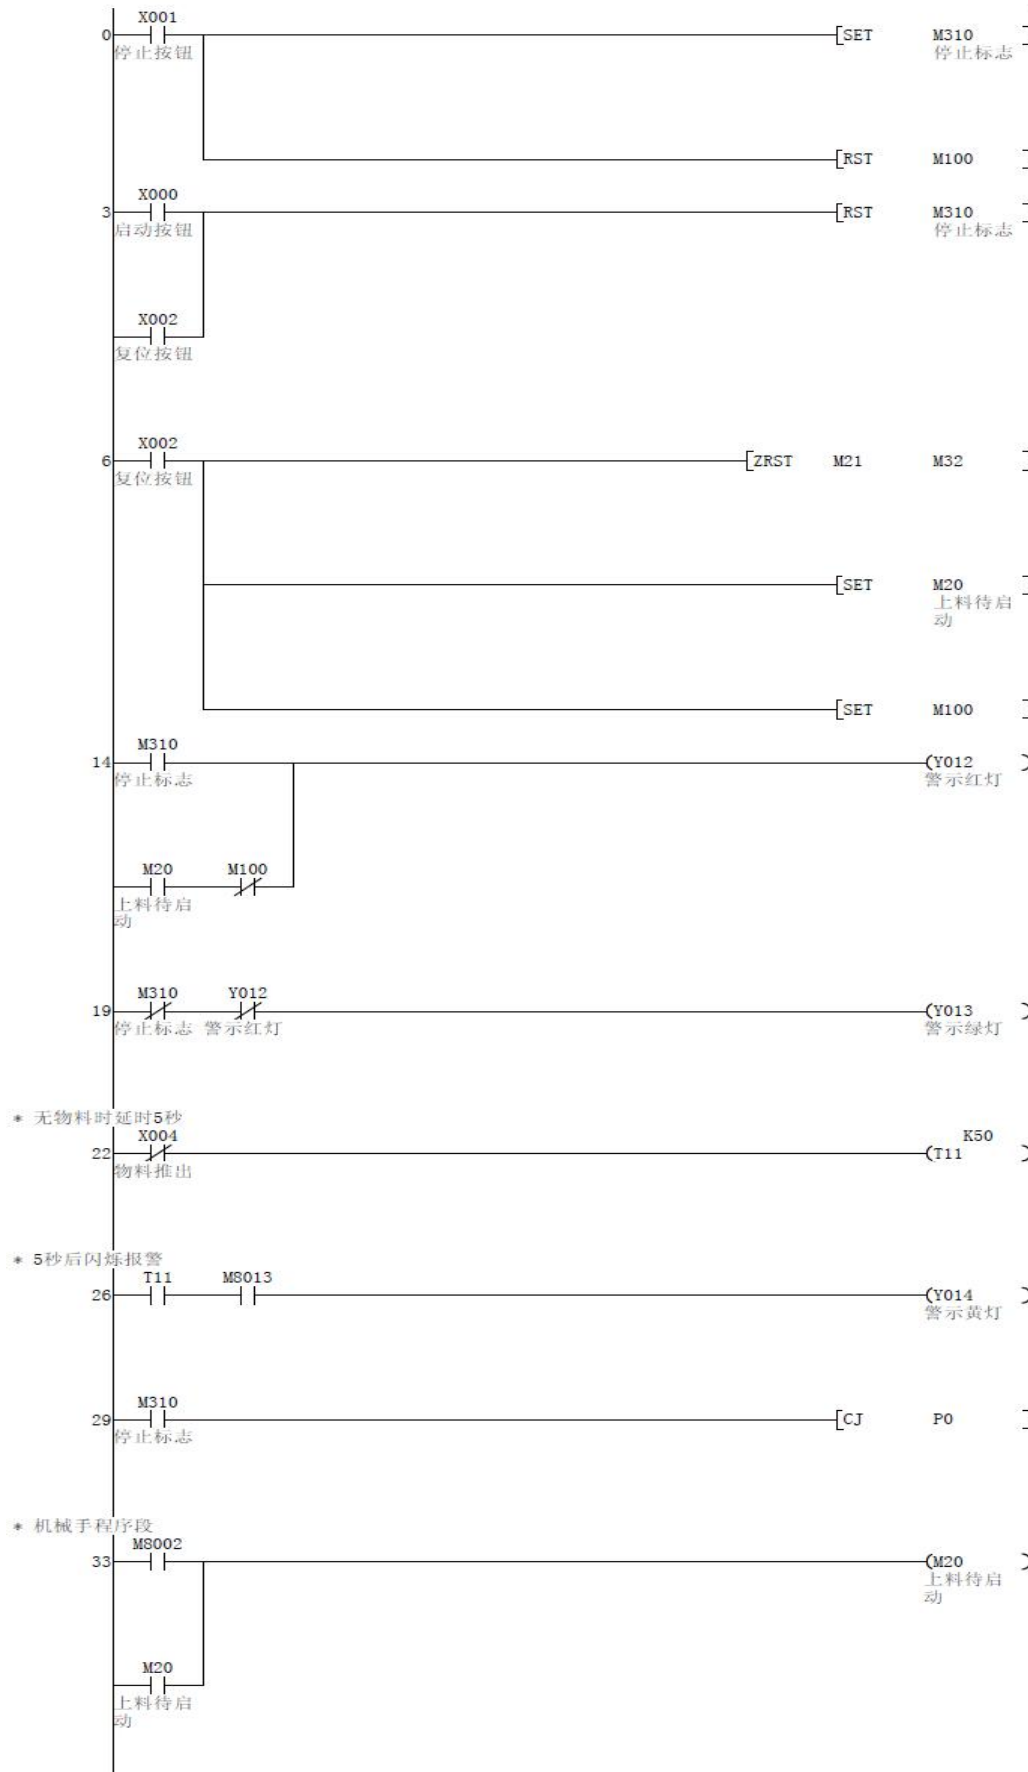 X001
0 [SET M310 ]
停止按钮 停止标志
[RST M100 ]
X000
3 [RST M310 ]
启动按钮 停止标志
X002
复位按钮
X002
6 [ZRST M21 M32 ]
复位按钮
[SET M20 ]
上料待启
动
[SET M100 ]
M310
14 (Y012 )
停止标志 警示红灯
M20 M100
上料待启
动
M310 Y012
19 (Y013 )
停止标志 警示红灯 警示绿灯
* 无物料时延时5秒
X004 K50
22 (T11 )
物料推出
* 5秒后闪烁报警
T11 M8013
26 (Y014 )
警示黄灯
M310
29 [CJ P0 ]
停止标志
* 机械手程序段
M8002
33 (M20 )
上料待启
动
M20
上料待启
动